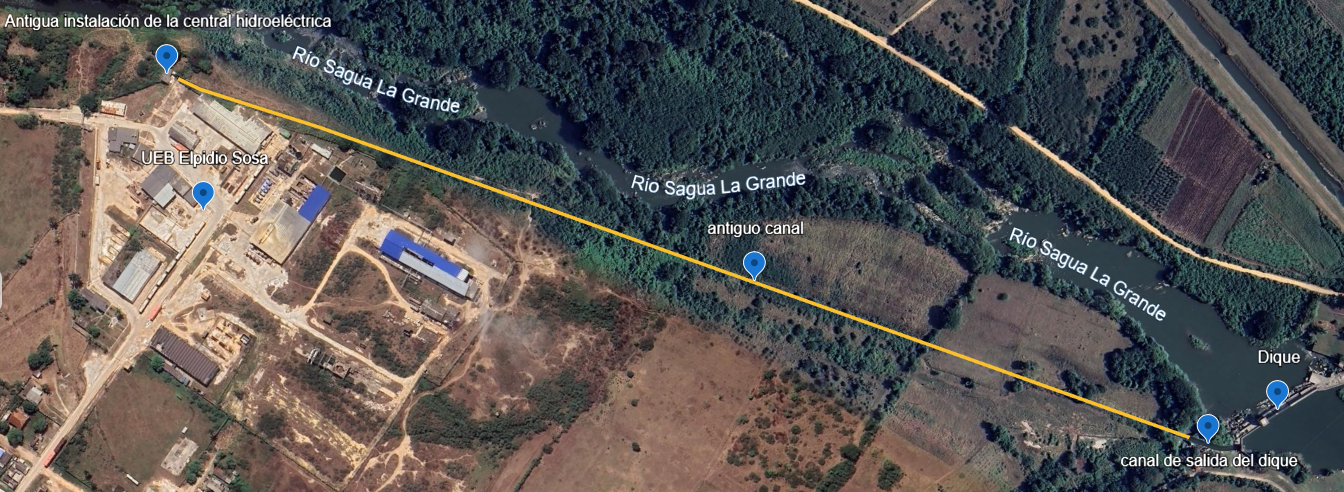 Antigua instalación de la central hidroeléctrica
Río Sagua La Grande
UEB Elpidio Sosa
Río Sagua La Grande
antiguo canal
Río Sagua La Grande
Dique
canal de salida del dique